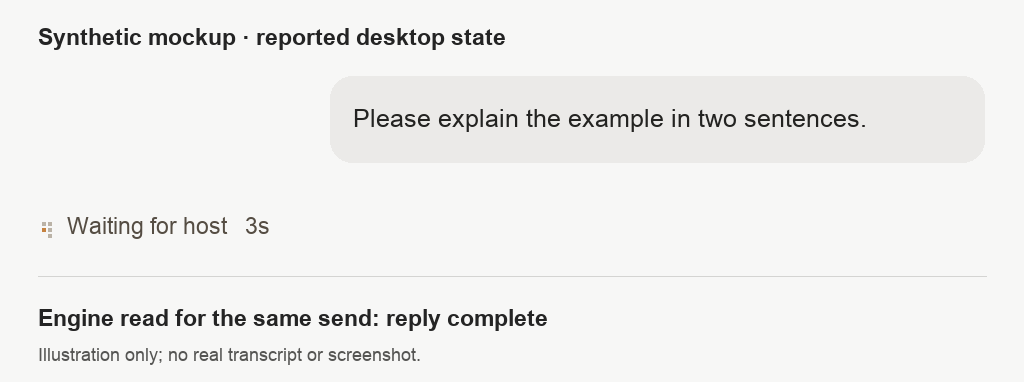 Synthetic mockup · reported desktop state
Please explain the example in two sentences.
Waiting for host 3s
Engine read for the same send: reply complete
Illustration only; no real transcript or screenshot.